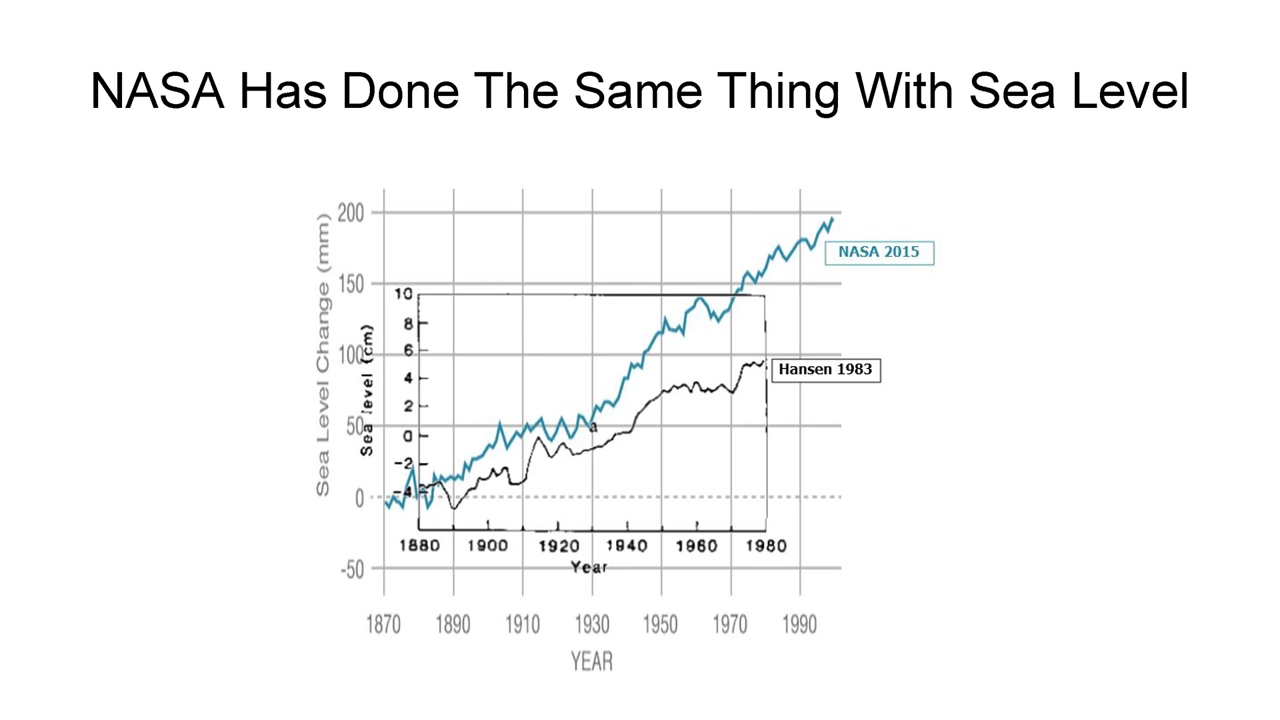 NASA Has Done The Same Thing With Sea Level
Sea Level Change (mm)
200
150
100
50
0
-50
NASA 2015
Sea level (cm)
10
8
6
4
2
0
-2
-4
a
Hansen 1983
1880 1900 1920 1940 1960 1980
Year
1870 1890 1910 1930 1950 1970 1990
YEAR